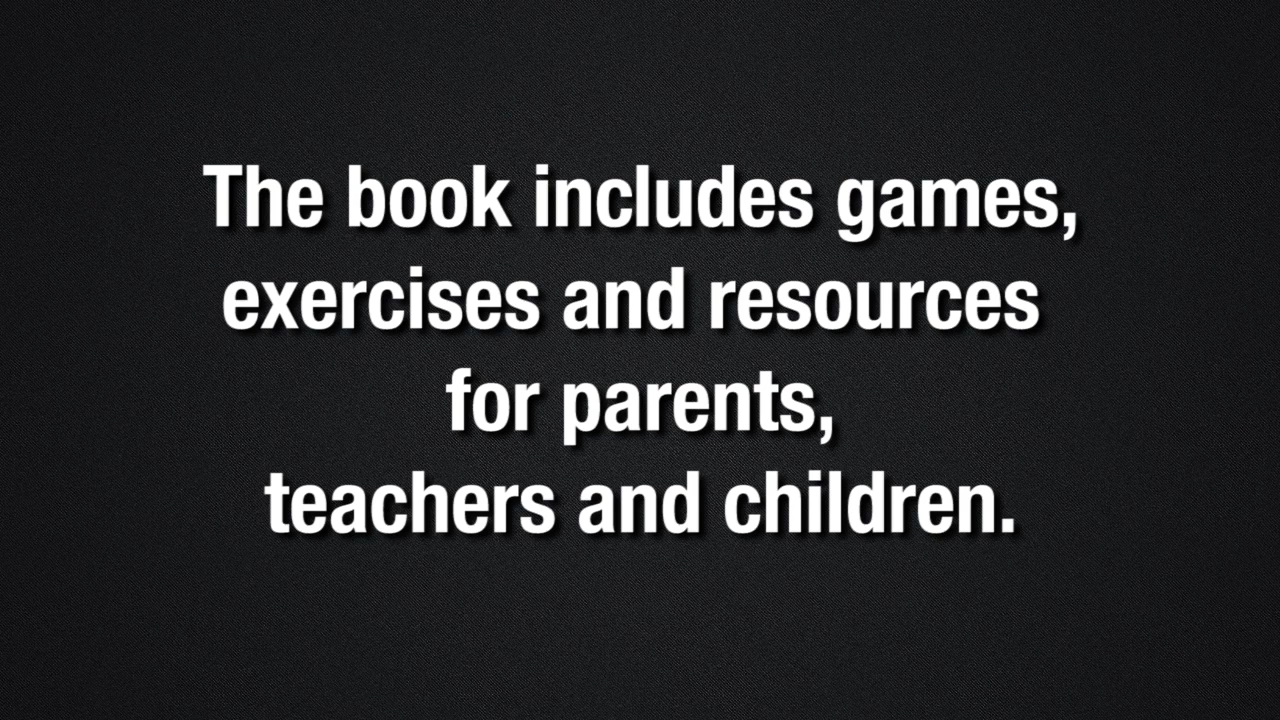 The book includes games,
exercises and resources
for parents,
teachers and children.